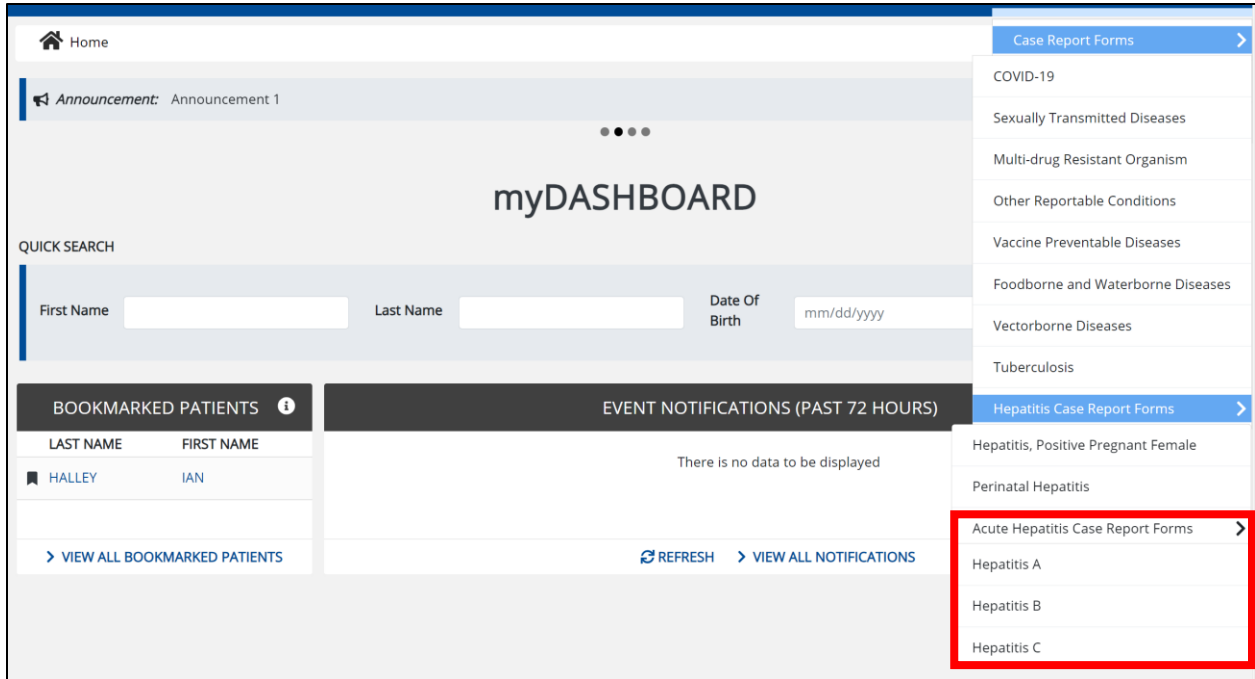 Home
Case Report Forms
COVID-19
Announcement: Announcement 1
Sexually Transmitted Diseases
Multi-drug Resistant Organism
myDASHBOARD
Other Reportable Conditions
QUICK SEARCH
Vaccine Preventable Diseases
Foodborne and Waterborne Diseases
First Name
Last Name
Date Of
Birth
mm/dd/yyyy
Vectorborne Diseases
Tuberculosis
BOOKMARKED PATIENTS
EVENT NOTIFICATIONS (PAST 72 HOURS)
Hepatitis Case Report Forms
LAST NAME FIRST NAME
Hepatitis, Positive Pregnant Female
There is no data to be displayed
HALLEY IAN
Perinatal Hepatitis
Acute Hepatitis Case Report Forms
VIEW ALL BOOKMARKED PATIENTS
REFRESH VIEW ALL NOTIFICATIONS
Hepatitis A
Hepatitis B
Hepatitis C